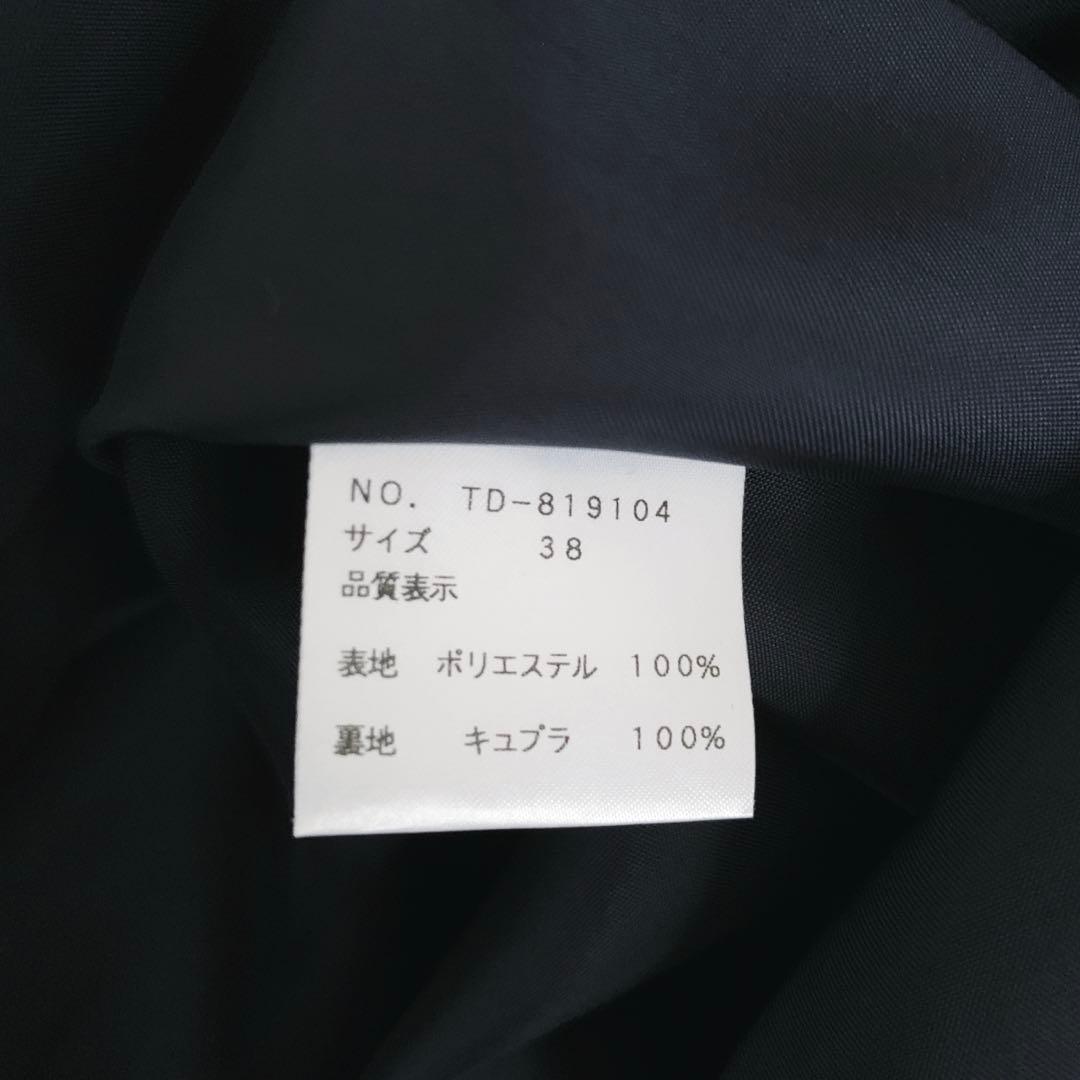 NO. TD-819104
サイズ 38
品質表示
表地 ポリエステル 100%
裏地 キュプラ 100%